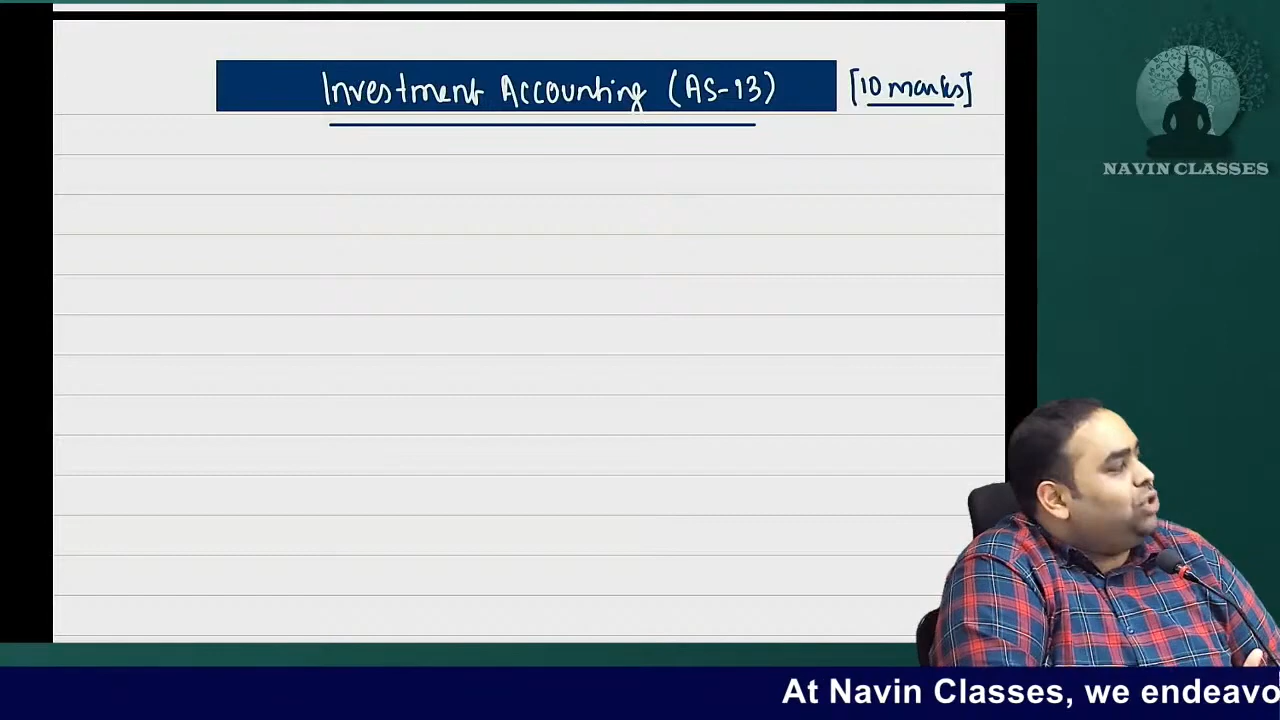 Investment Accounting (AS-13) [10 marks]
NAVIN CLASSES
At Navin Classes, we endeavo